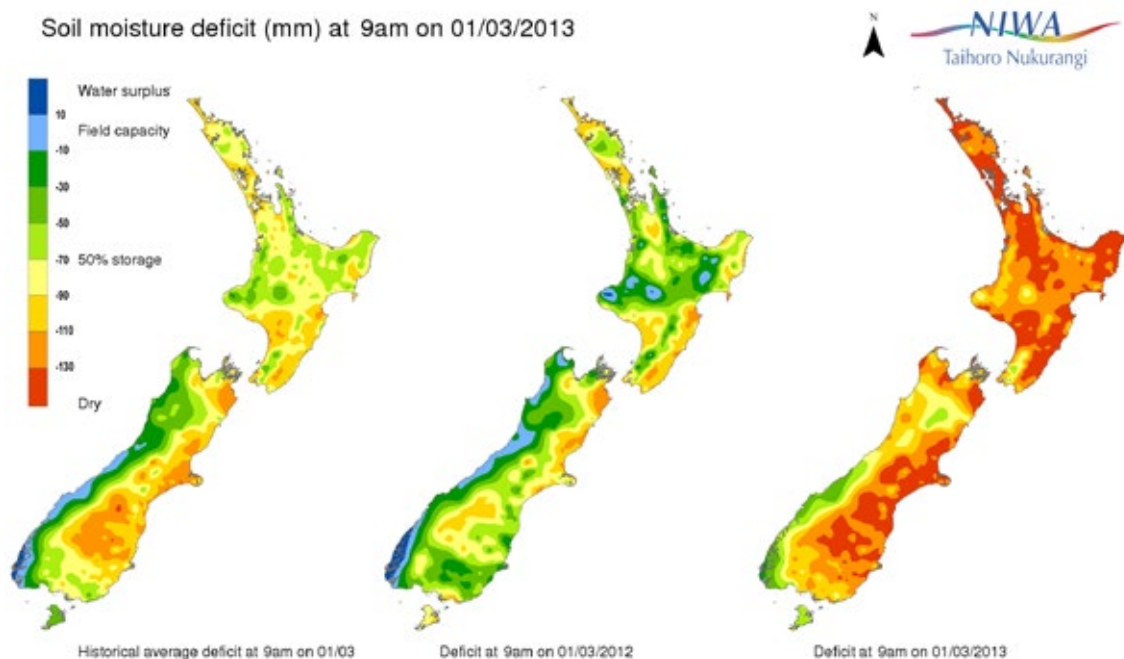 Soil moisture deficit (mm) at 9am on 01/03/2013
N
NIWA
Taihoro Nukurangi
Water surplus
10
Field capacity
-10
-30
-50
50% storage
-70
-90
-110
-130
Dry
Historical average deficit at 9am on 01/03
Deficit at 9am on 01/03/2012
Deficit at 9am on 01/03/2013